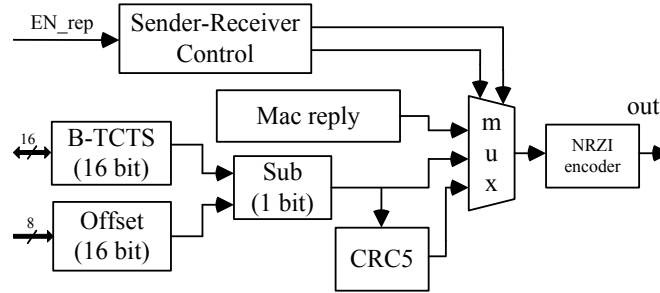 EN_rep
Sender-Receiver
Control
Mac reply
m
u
x
out
NRZI
encoder
16
B-TCTS
(16 bit)
Sub
(1 bit)
8
Offset
(16 bit)
CRC5